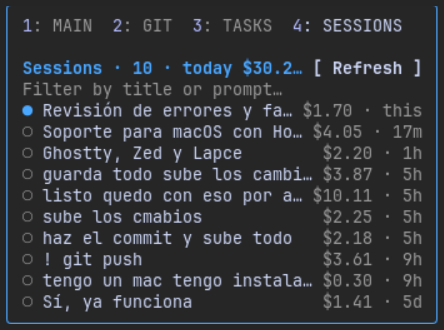 1: MAIN 2: GIT 3: TASKS 4: SESSIONS
Sessions · 10 · today $30.2… [ Refresh ]
Filter by title or prompt…
Revisión de errores y fa… $1.70 · this
Soporte para macOS con Ho… $4.05 · 17m
Ghostty, Zed y Lapce $2.20 · 1h
guarda todo sube los cambi… $3.87 · 5h
listo quedo con eso por a… $10.11 · 5h
sube los cmabios $2.25 · 5h
haz el commit y sube todo $2.18 · 5h
! git push $3.61 · 9h
tengo un mac tengo instala… $0.30 · 9h
Sí, ya funciona $1.41 · 5d